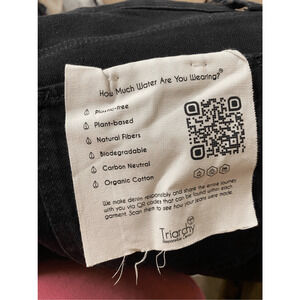 How Much Water Are You Wearing?
Plastic-free
Plant-based
Natural Fibers
Biodegradable
Carbon Neutral
Organic Cotton
We make denim responsibly and share the entire journey
with you via QR codes that can be found within each
garment. Scan them to see how your jeans were made.
Triarchy